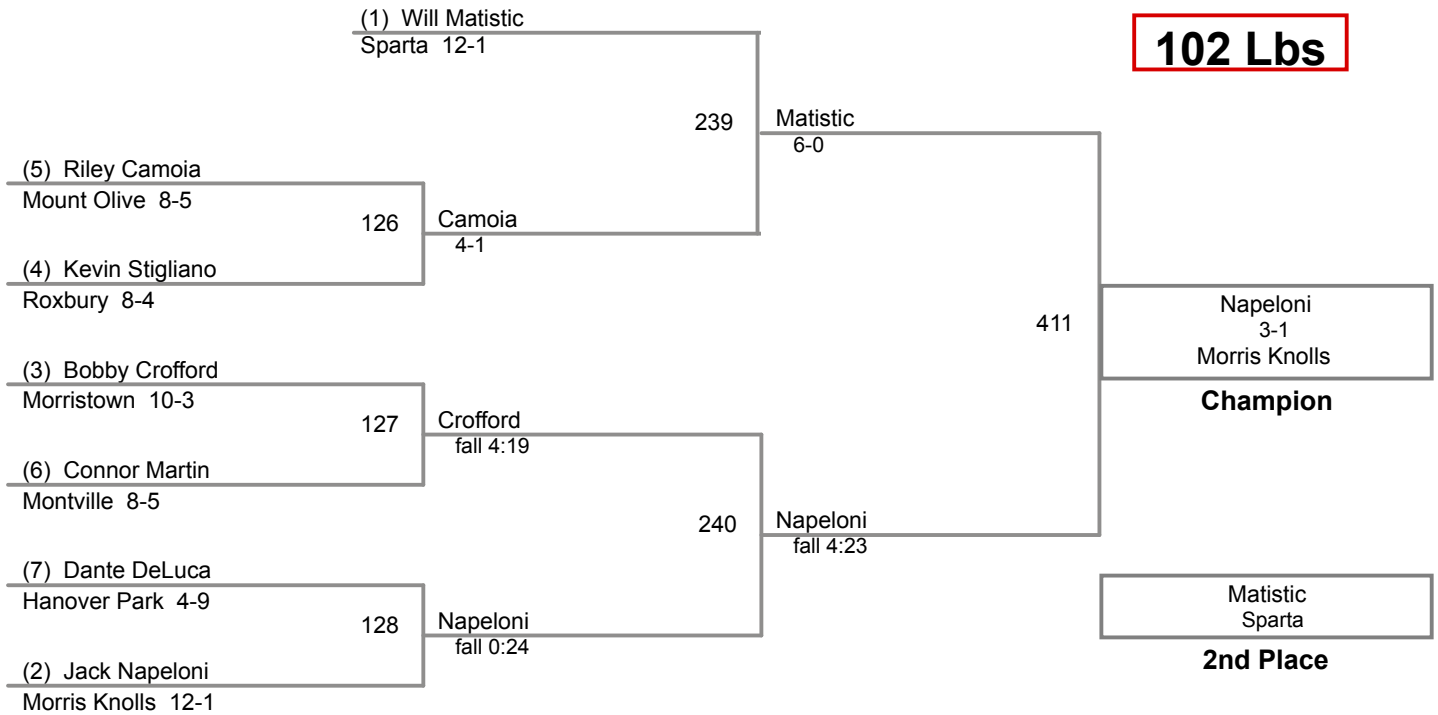 (1) Will Matistic
Sparta 12-1
102 Lbs
239
Matistic
6-0
(5) Riley Camoia
Mount Olive 8-5
126
Camoia
4-1
(4) Kevin Stigliano
Roxbury 8-4
411
Napeloni
3-1
Morris Knolls
Champion
(3) Bobby Crofford
Morristown 10-3
127
Crofford
fall 4:19
(6) Connor Martin
Montville 8-5
240
Napeloni
fall 4:23
(7) Dante DeLuca
Hanover Park 4-9
128
Napeloni
fall 0:24
(2) Jack Napeloni
Morris Knolls 12-1
Matistic
Sparta
2nd Place